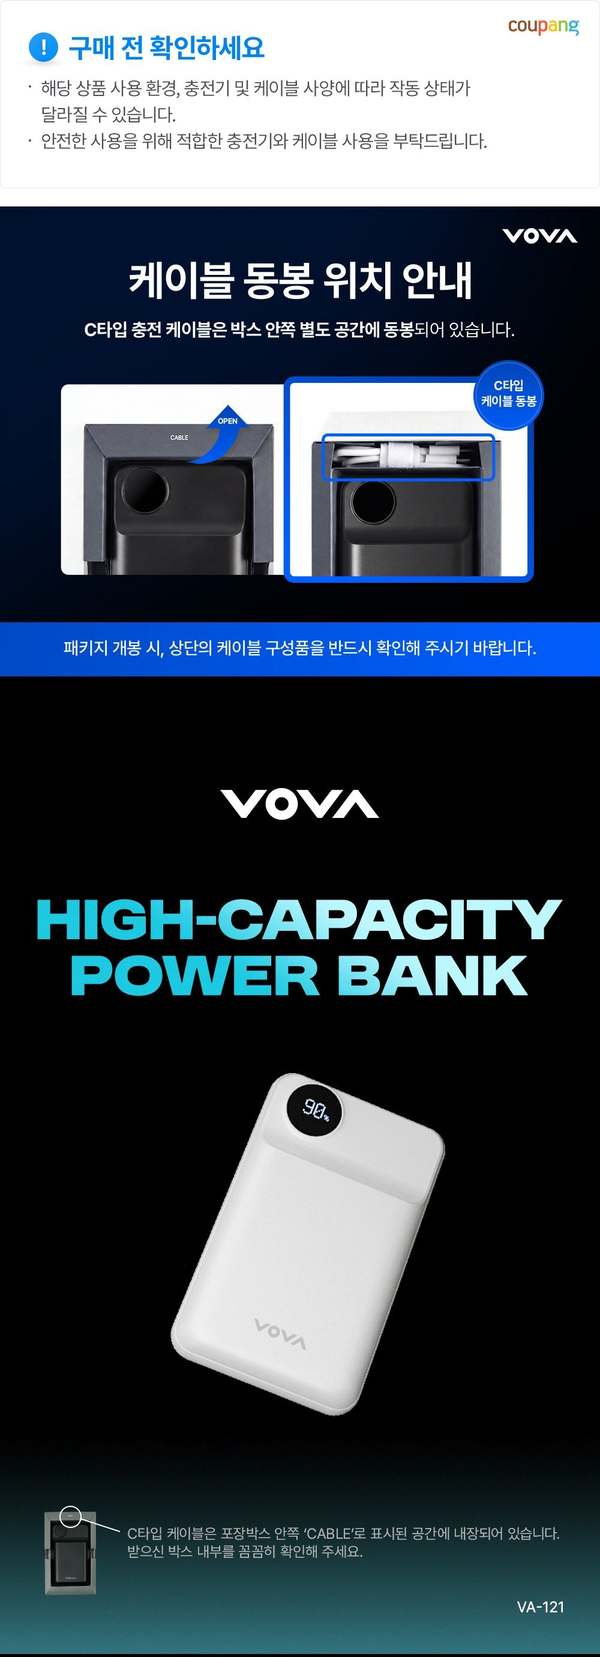 coupang
! 구매 전 확인하세요
· 해당 상품 사용 환경, 충전기 및 케이블 사양에 따라 작동 상태가
달라질 수 있습니다.
· 안전한 사용을 위해 적합한 충전기와 케이블 사용을 부탁드립니다.
VOVA
케이블 동봉 위치 안내
C타입 충전 케이블은 박스 안쪽 별도 공간에 동봉되어 있습니다.
C타입
케이블 동봉
OPEN
CABLE
패키지 개봉 시, 상단의 케이블 구성품을 반드시 확인해 주시기 바랍니다.
VOVA
HIGH-CAPACITY
POWER BANK
90%
VOVA
C타입 케이블은 포장박스 안쪽 ‘CABLE’로 표시된 공간에 내장되어 있습니다.
받으신 박스 내부를 꼼꼼히 확인해 주세요.
VA-121